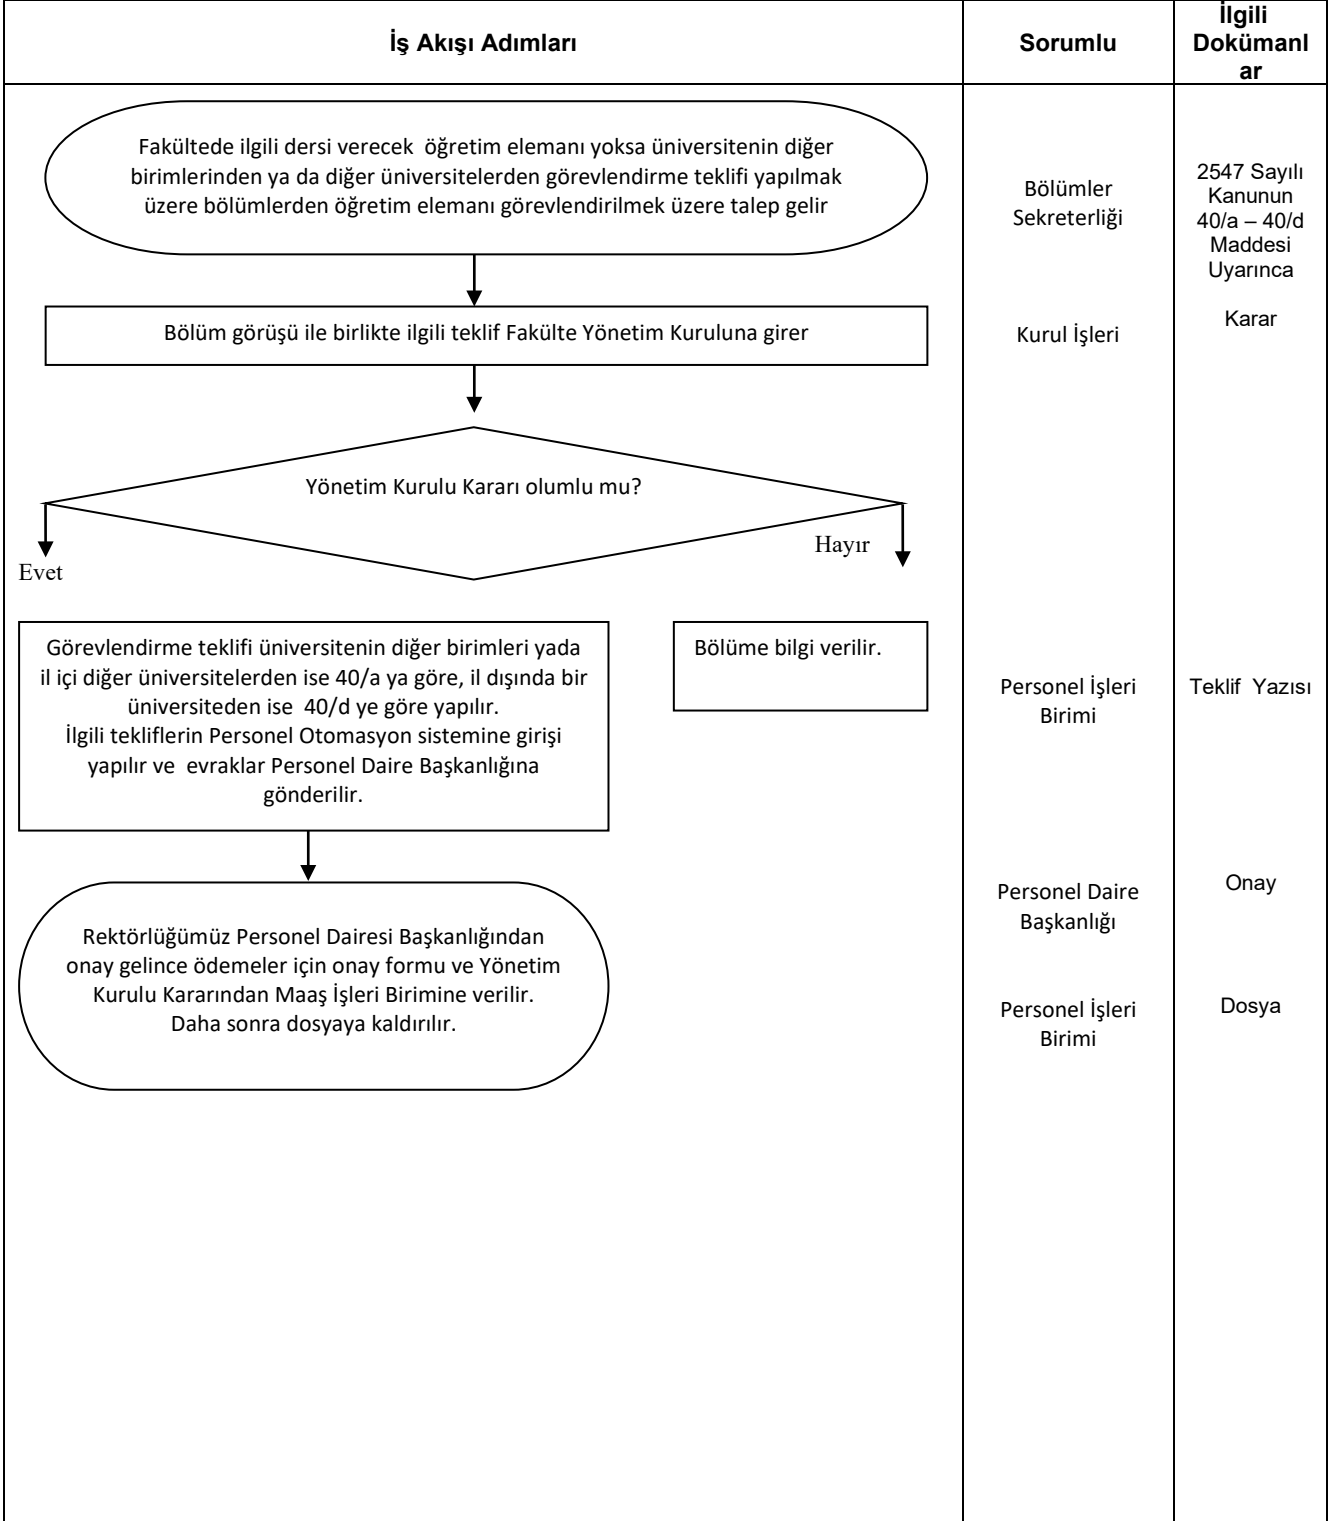 İş Akışı Adımları
Sorumlu
İlgili
Dokümanl
ar
Fakültede ilgili dersi verecek  öğretim elemanı yoksa üniversitenin diğer
birimlerinden ya da diğer üniversitelerden görevlendirme teklifi yapılmak
üzere bölümlerden öğretim elemanı görevlendirilmek üzere talep gelir
Bölümler
Sekreterliği
2547 Sayılı
Kanunun
40/a – 40/d
Maddesi
Uyarınca
Bölüm görüşü ile birlikte ilgili teklif Fakülte Yönetim Kuruluna girer
Kurul İşleri
Karar
Yönetim Kurulu Kararı olumlu mu?
Evet
Hayır
Görevlendirme teklifi üniversitenin diğer birimleri yada
il içi diğer üniversitelerden ise 40/a ya göre, il dışında bir
üniversiteden ise  40/d ye göre yapılır.
İlgili tekliflerin Personel Otomasyon sistemine girişi
yapılır ve  evraklar Personel Daire Başkanlığına
gönderilir.
Bölüme bilgi verilir.
Personel İşleri
Birimi
Teklif  Yazısı
Rektörlüğümüz Personel Dairesi Başkanlığından
onay gelince ödemeler için onay formu ve Yönetim
Kurulu Kararından Maaş İşleri Birimine verilir.
Daha sonra dosyaya kaldırılır.
Personel Daire
Başkanlığı
Onay
Personel İşleri
Birimi
Dosya